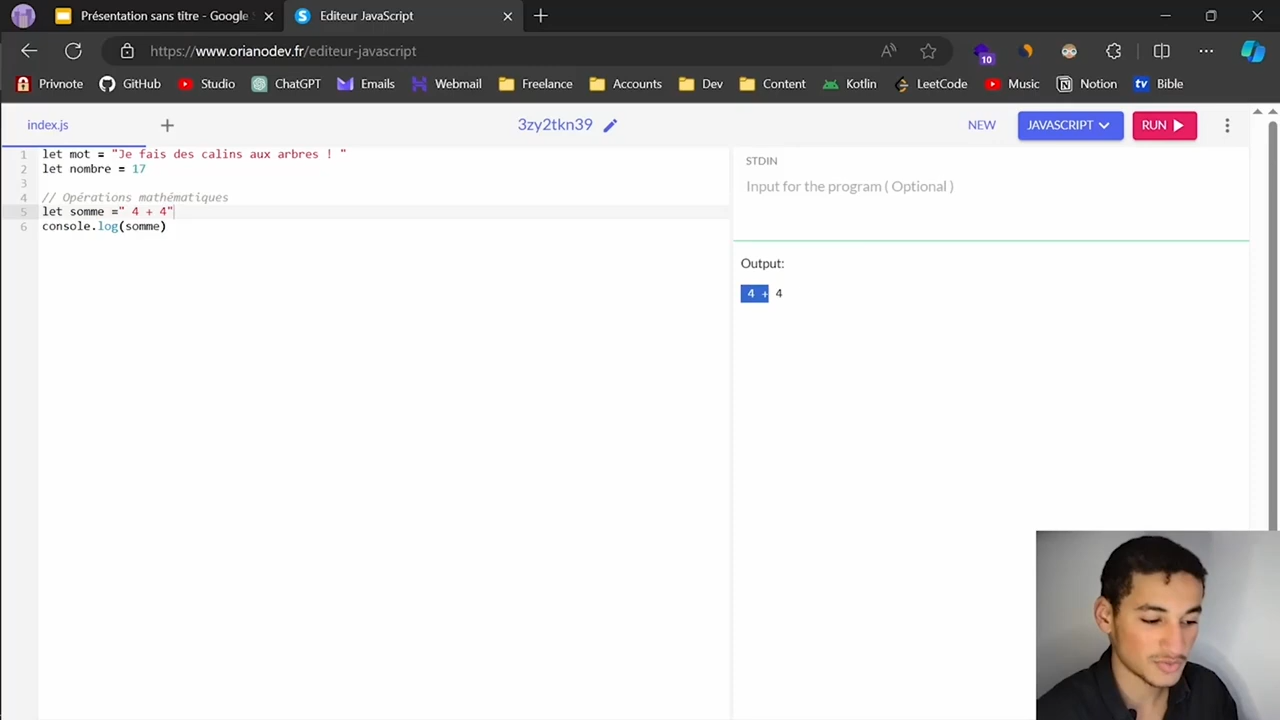 Présentation sans titre - Google
Editeur JavaScript
https://www.orianodev.fr/editeur-javascript
10
Privnote GitHub Studio ChatGPT Emails Webmail Freelance Accounts Dev Content Kotlin LeetCode Music Notion tv Bible
index.js
3zy2tkn39
NEW
JAVASCRIPT
RUN
1 let mot = "Je fais des calins aux arbres ! "
2 let nombre = 17
3
4 // Opérations mathématiques
5 let somme =" 4 + 4"
6 console.log(somme)
STDIN
Input for the program ( Optional )
Output:
4 + 4